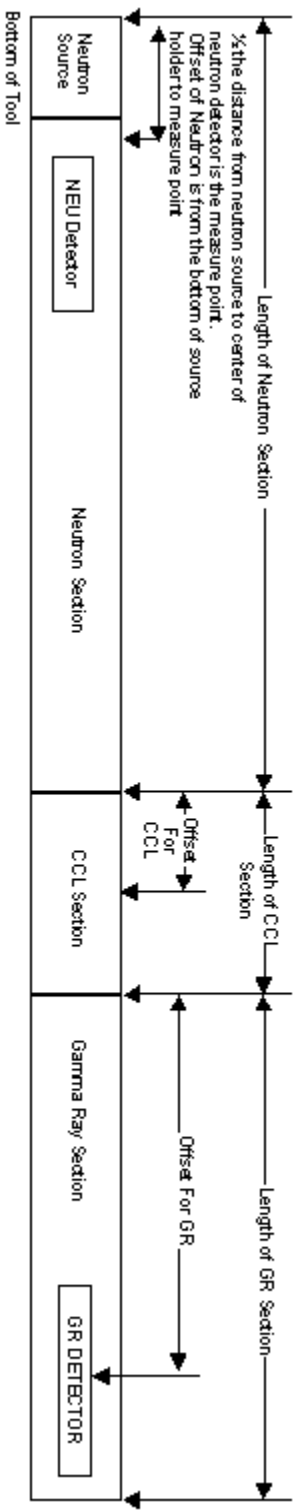 Length of Neutron Section
Length of CCL
Section
Length of GR Section
½ the distance from neutron source to center of
neutron detector is the measure point.
Offset of Neutron is from the bottom of source
holder to measure point
Offset
For
CCL
Offset For GR
Neutron
Source
NEU Detector
Neutron Section
CCL Section
Gamma Ray Section
GR DETECTOR
Bottom of Tool